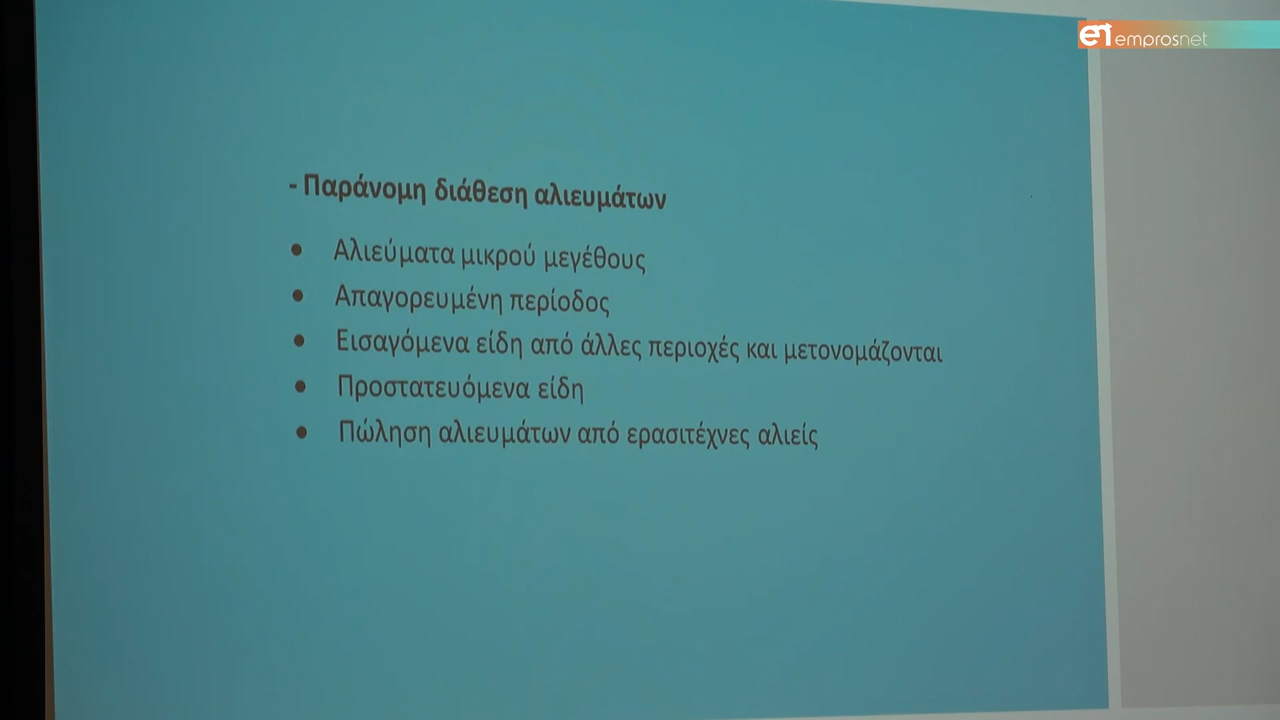 emprosnet
- Παράνομη διάθεση αλιευμάτων
• Αλιεύματα μικρού μεγέθους
• Απαγορευμένη περίοδος
• Εισαγόμενα είδη από άλλες περιοχές και μετονομάζονται
• Προστατευόμενα είδη
• Πώληση αλιευμάτων από ερασιτέχνες αλιείς